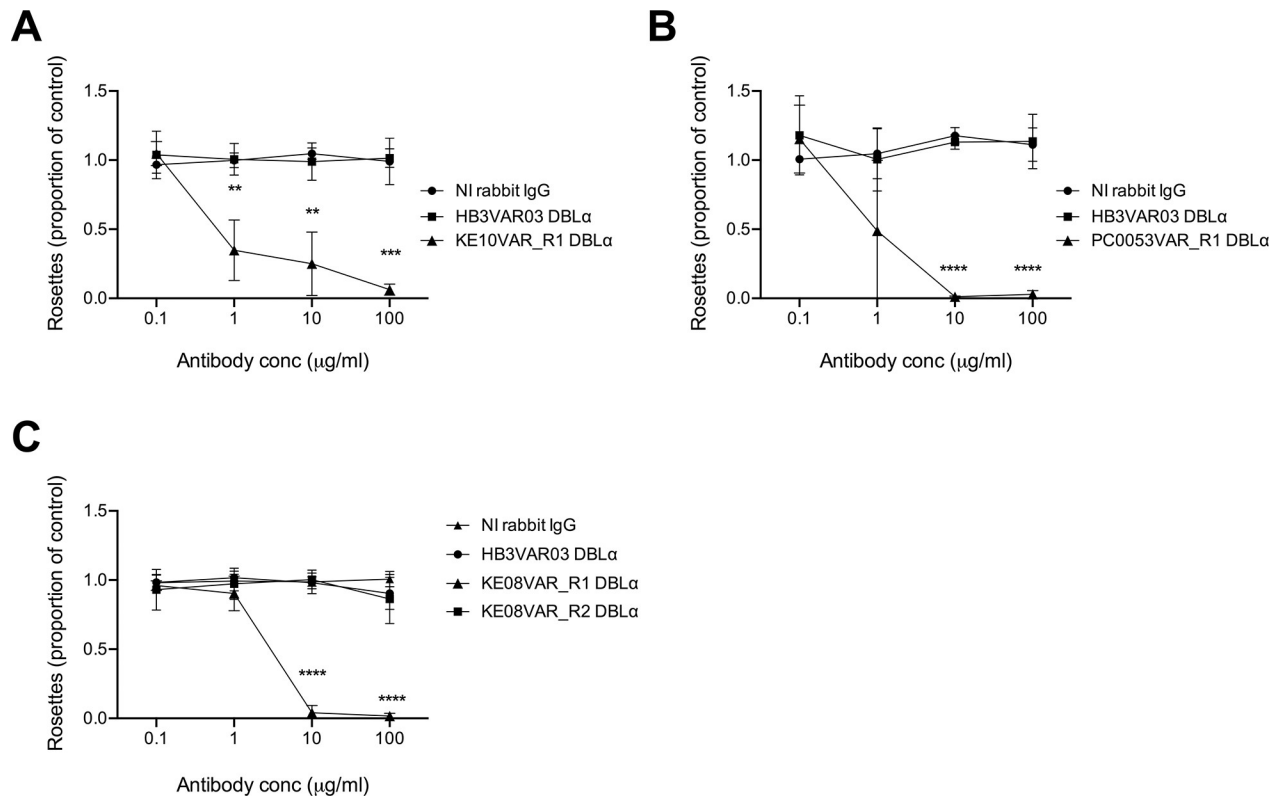 A
Rosettes (proportion of control)
1.5
1.0
0.5
0.0
**
**
***
0.1 1 10 100
Antibody conc (μg/ml)
NI rabbit IgG
HB3VAR03 DBLα
KE10VAR_R1 DBLα
B
Rosettes (proportion of control)
1.5
1.0
0.5
0.0
**** ****
0.1 1 10 100
Antibody conc (μg/ml)
NI rabbit IgG
HB3VAR03 DBLα
PC0053VAR_R1 DBLα
C
Rosettes (proportion of control)
1.5
1.0
0.5
0.0
****
****
0.1 1 10 100
Antibody conc (μg/ml)
NI rabbit IgG
HB3VAR03 DBLα
KE08VAR_R1 DBLα
KE08VAR_R2 DBLα